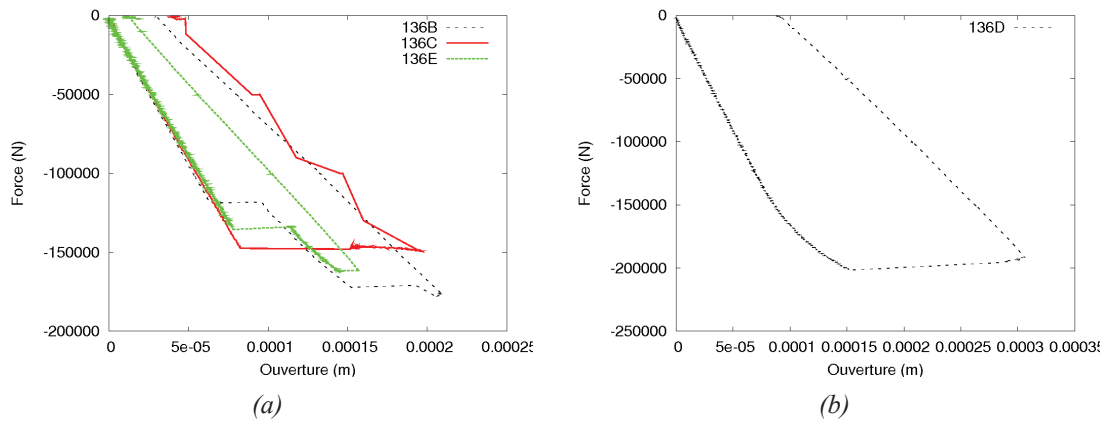 0
-50000
-100000
-150000
-200000
Force (N)
0 5e-05 0.0001 0.00015 0.0002 0.00025
Ouverture (m)
136B
136C
136E
(a)
0
-50000
-100000
-150000
-200000
-250000
Force (N)
0 5e-05 0.0001 0.00015 0.0002 0.00025 0.0003 0.00035
Ouverture (m)
136D
(b)